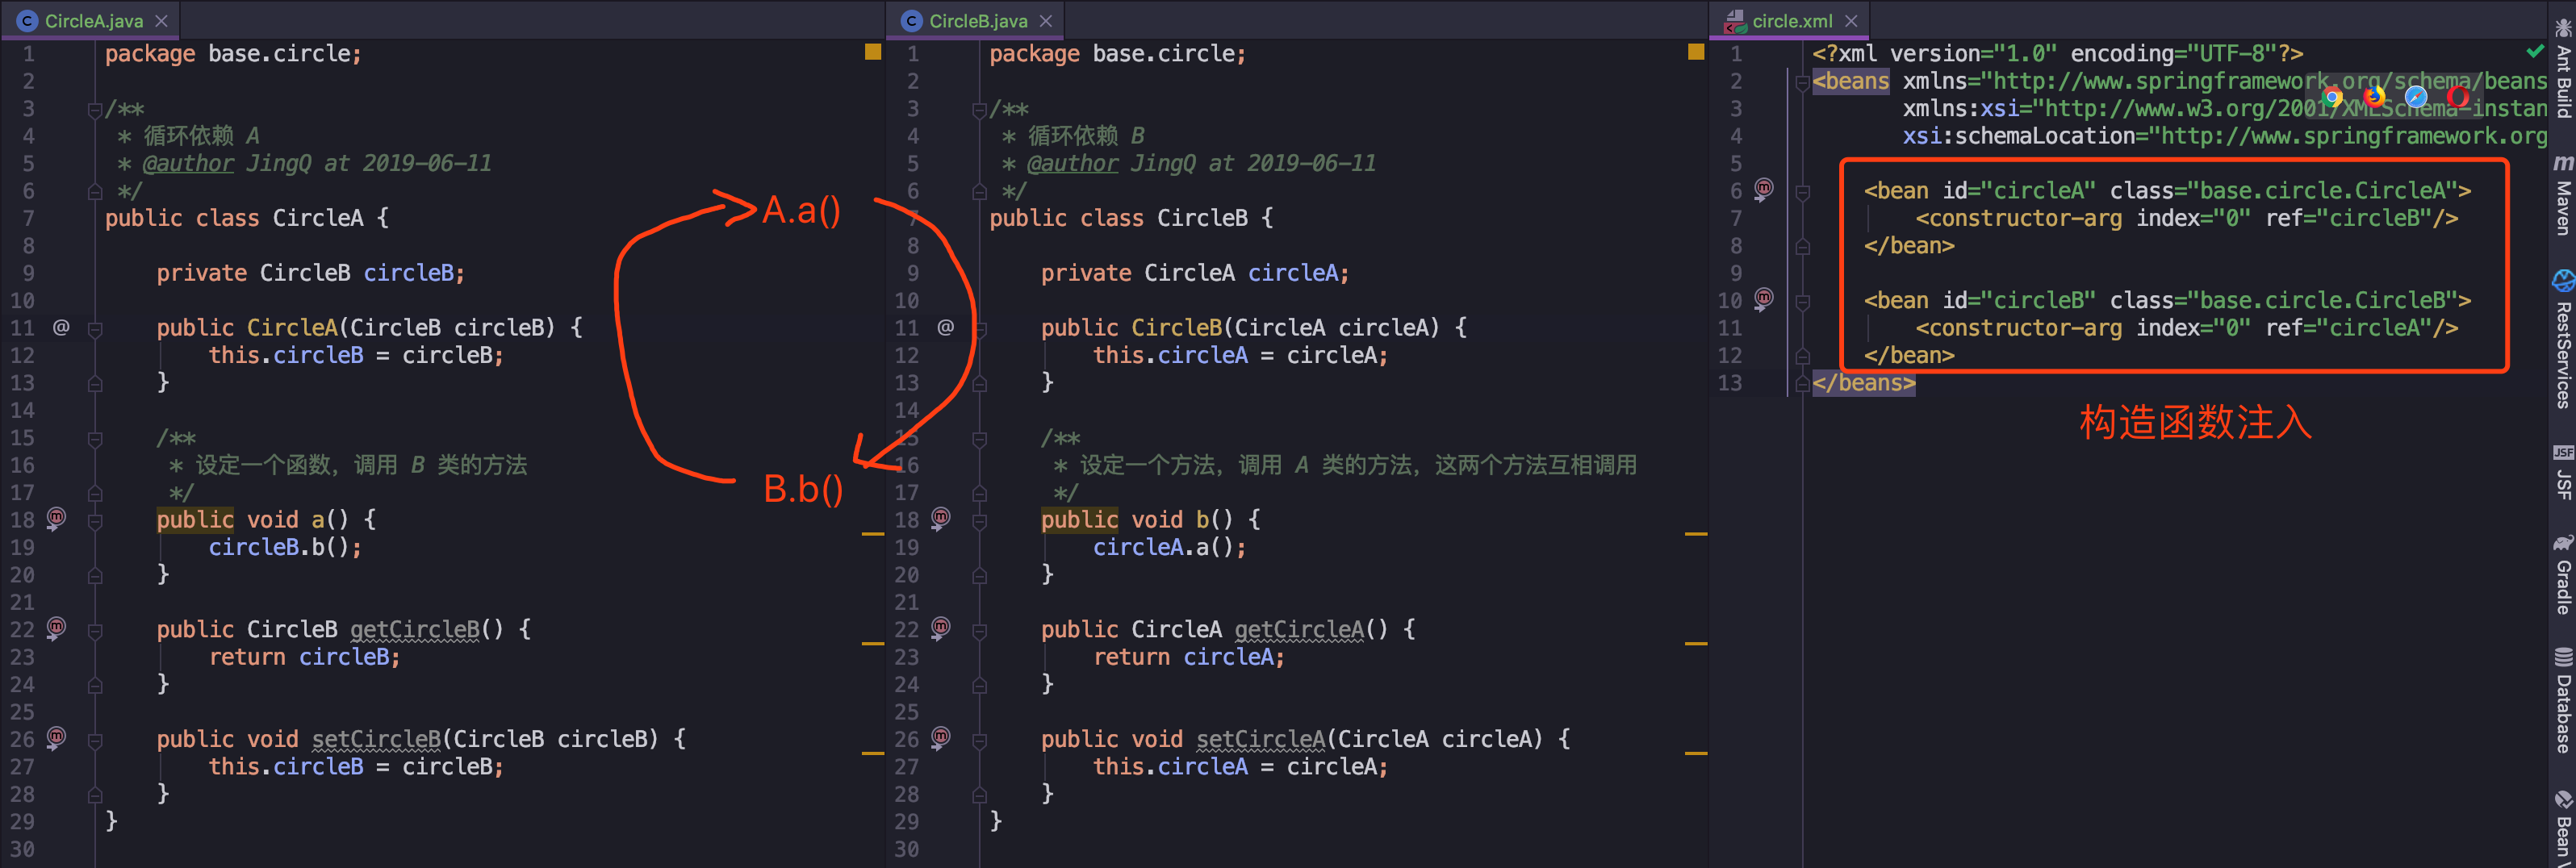 CircleA.java
1 package base.circle;
2
3 /**
4 * 循环依赖 A
5 * @author JingQ at 2019-06-11
6 */
7 public class CircleA {
8
9 private CircleB circleB;
10
11 @ public CircleA(CircleB circleB) {
12 this.circleB = circleB;
13 }
14
15 /**
16 * 设定一个函数，调用 B 类的方法
17 */
18 public void a() {
19 circleB.b();
20 }
21
22 public CircleB getCircleB() {
23 return circleB;
24 }
25
26 public void setCircleB(CircleB circleB) {
27 this.circleB = circleB;
28 }
29 }
30
A.a()
B.b()
CircleB.java
1 package base.circle;
2
3 /**
4 * 循环依赖 B
5 * @author JingQ at 2019-06-11
6 */
7 public class CircleB {
8
9 private CircleA circleA;
10
11 @ public CircleB(CircleA circleA) {
12 this.circleA = circleA;
13 }
14
15 /**
16 * 设定一个方法，调用 A 类的方法，这两个方法互相调用
17 */
18 public void b() {
19 circleA.a();
20 }
21
22 public CircleA getCircleA() {
23 return circleA;
24 }
25
26 public void setCircleA(CircleA circleA) {
27 this.circleA = circleA;
28 }
29 }
30
circle.xml
1 <?xml version="1.0" encoding="UTF-8"?>
2 <beans xmlns="http://www.springframework.org/schema/beans
3 xmlns:xsi="http://www.w3.org/2001/XMLSchema-instan
4 xsi:schemaLocation="http://www.springframework.org
5
6 <bean id="circleA" class="base.circle.CircleA">
7 <constructor-arg index="0" ref="circleB"/>
8 </bean>
9
10 <bean id="circleB" class="base.circle.CircleB">
11 <constructor-arg index="0" ref="circleA"/>
12 </bean>
13 </beans>
构造函数注入
Ant Build
m Maven
RestServices
JSF JSF
Gradle
Database
Bean